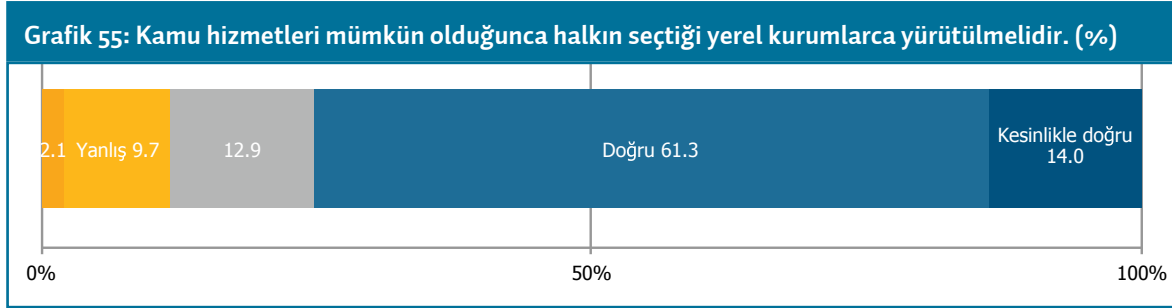 Grafik 55: Kamu hizmetleri mümkün olduğunca halkın seçtiği yerel kurumlarca yürütülmelidir. (%)
2.1 Yanlış 9.7 12.9 Doğru 61.3 Kesinlikle doğru
14.0
0% 50% 100%